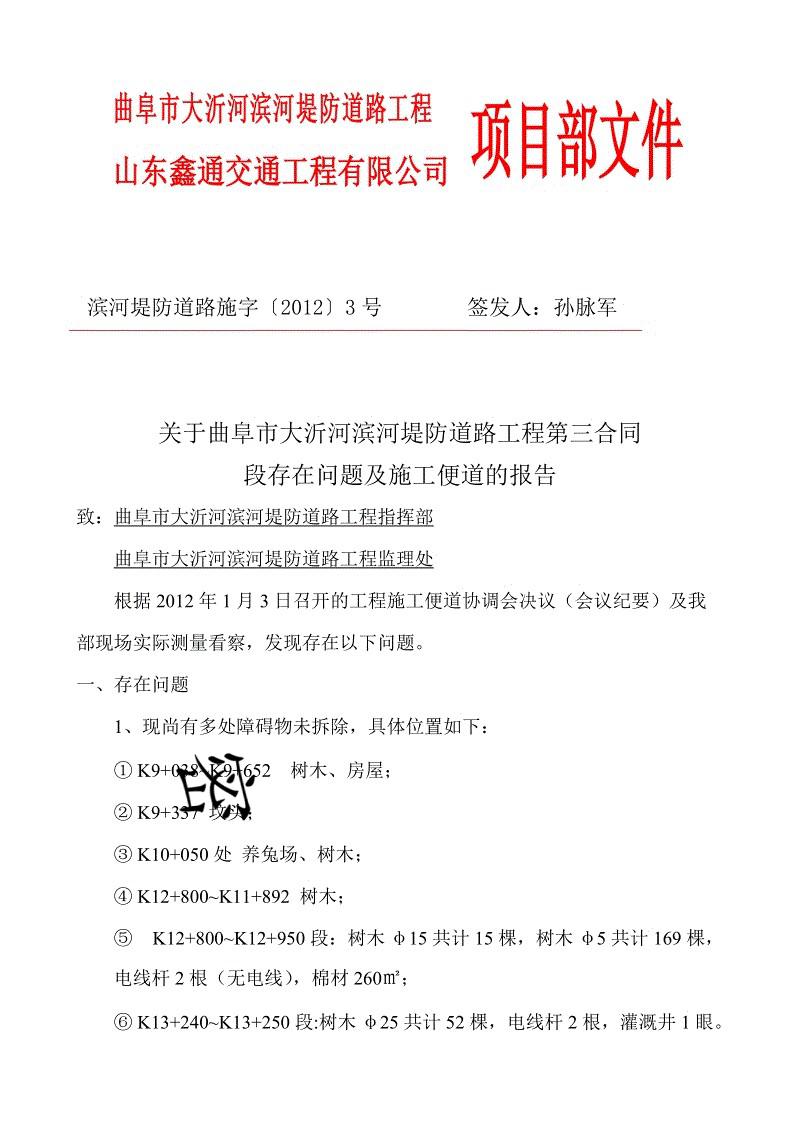 曲阜市大沂河滨河堤防道路工程
山东鑫通交通工程有限公司
项目部文件
滨河堤防道路施字〔2012〕3号 签发人：孙脉军
关于曲阜市大沂河滨河堤防道路工程第三合同
段存在问题及施工便道的报告
致：曲阜市大沂河滨河堤防道路工程指挥部
曲阜市大沂河滨河堤防道路工程监理处
根据 2012 年 1 月 3 日召开的工程施工便道协调会决议（会议纪要）及我
部现场实际测量看察，发现存在以下问题。
一、存在问题
1、现尚有多处障碍物未拆除，具体位置如下：
① K9+038~K9+652 树木、房屋；
② K9+337 坟头；
③ K10+050 处 养兔场、树木；
④ K12+800~K11+892 树木；
⑤ K12+800~K12+950 段：树木 φ15 共计 15 棵，树木 φ5 共计 169 棵，
电线杆 2 根（无电线），棉材 260㎡；
⑥ K13+240~K13+250 段:树木 φ25 共计 52 棵，电线杆 2 根，灌溉井 1 眼。